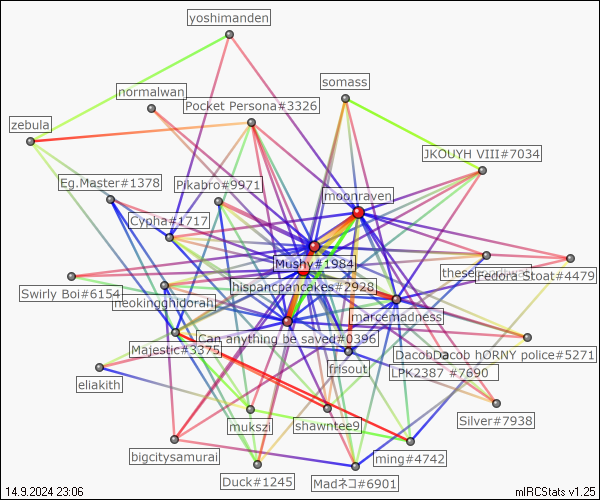 yoshimanden
somass
normalwan
Pocket Persona#3326
zebula
JKOUYH VIII#7034
Eg.Master#1378
Pikabro#9971
moonraven
Cypha#1717
Mushy#1984
Fedora Stoat#4479
hispanicpancakes#2928
Swirly Boi#6154
neokingghidorah
marcemadness
Can anything be saved#0396
Majestic#3375
DacobDacob hORNY police#5271
frisout
LPK2387 #7690
eliakith
Silver#7938
mukszi
shawntee9
bigcitysamurai
ming#4742
Duck#1245
Madネコ#6901
14.9.2024 23:06
mIRCStats v1.25